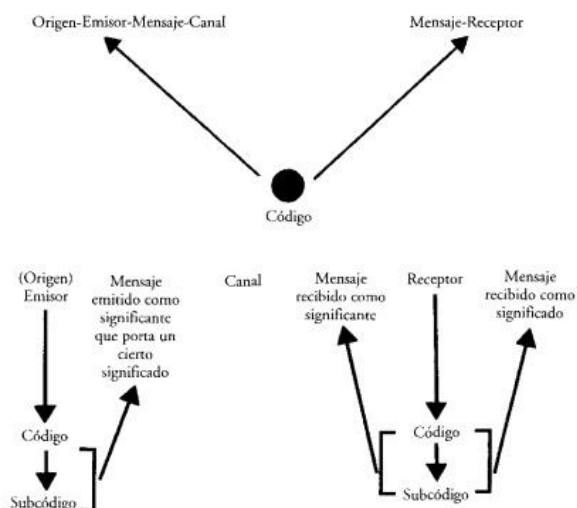 Origen-Emisor-Mensaje-Canal
Mensaje-Receptor
Código
(Origen)
Emisor
Mensaje
emitido como
significante
que porta un
cierto
significado
Canal
Mensaje
recibido como
significante
Receptor
Mensaje
recibido como
significado
Código
Subcódigo
Código
Subcódigo